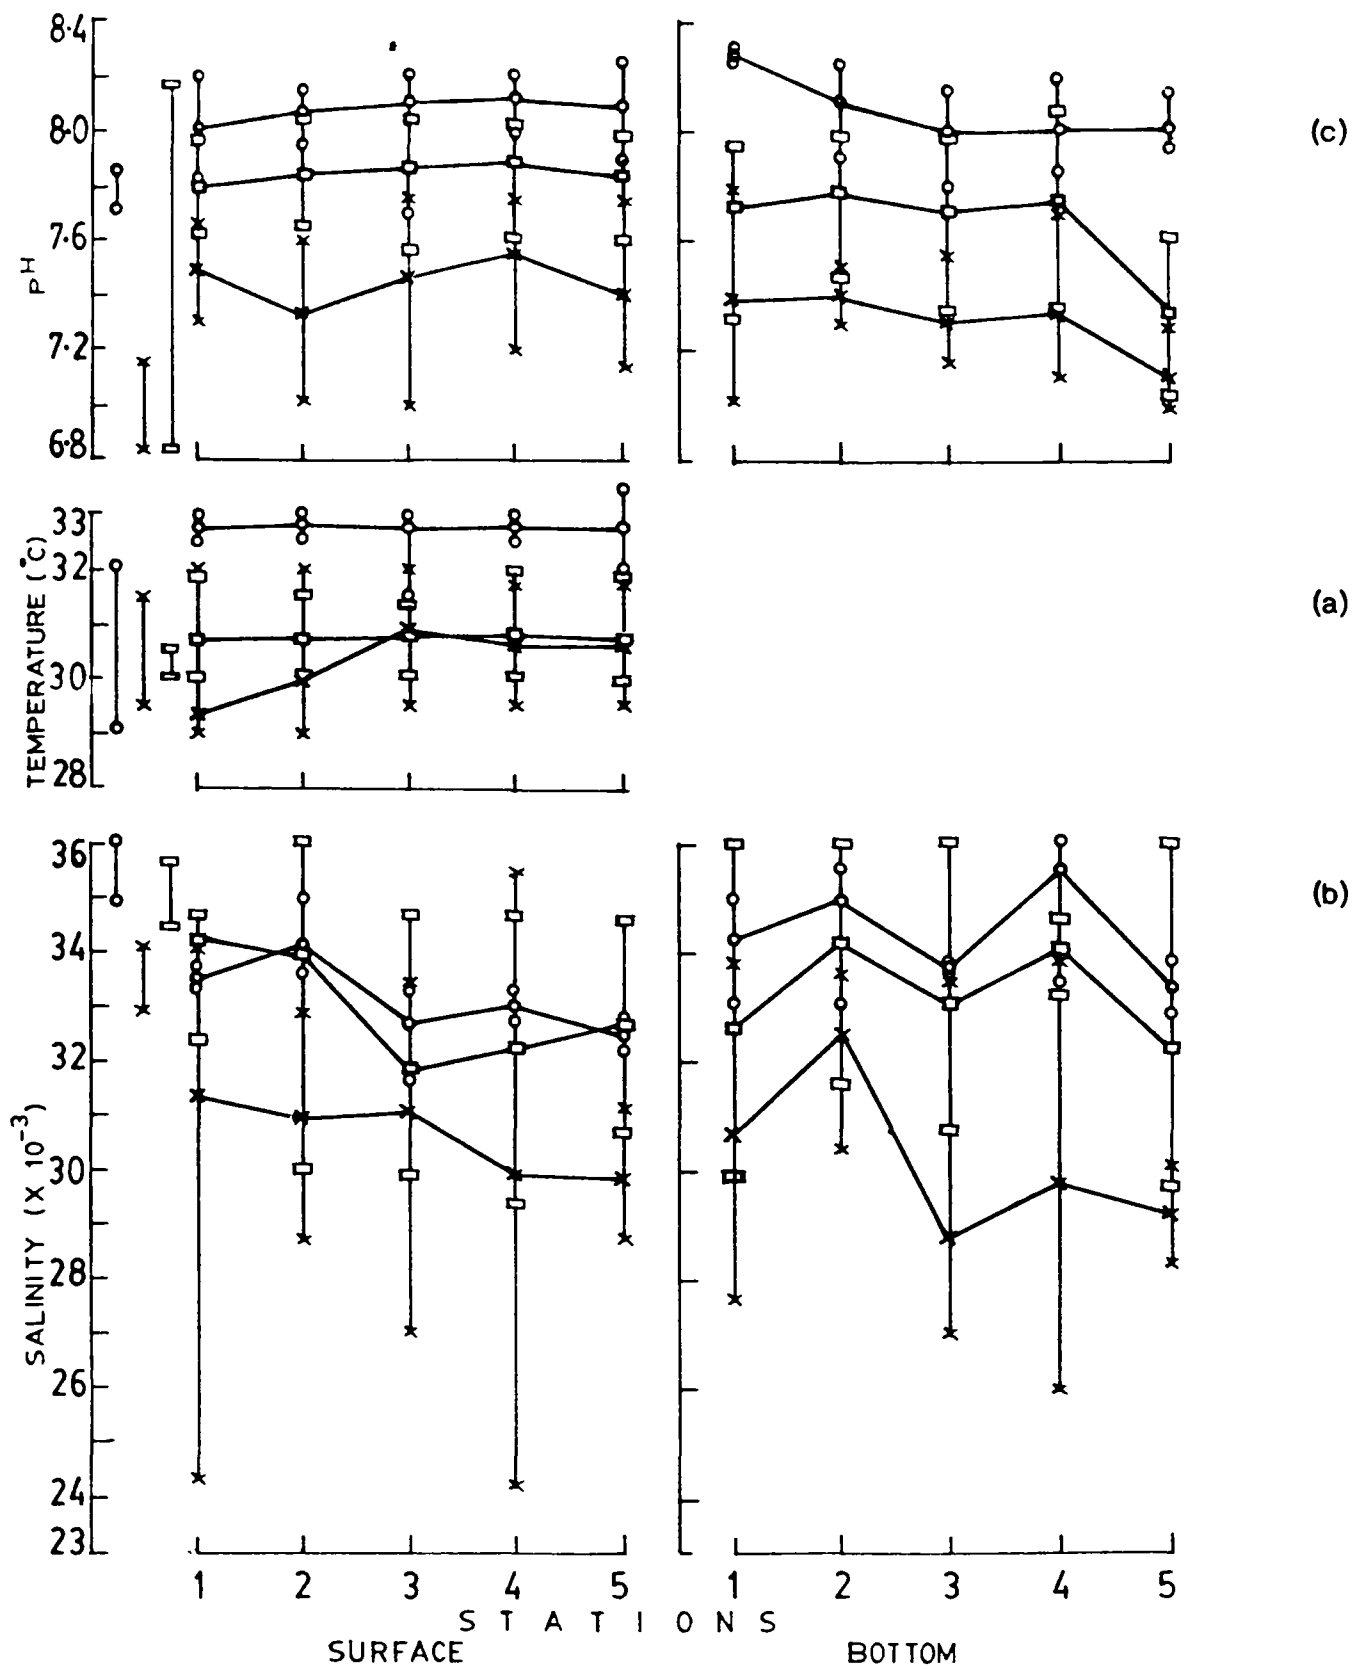 8.4
8.0
7.6
7.2
6.8
PH
(c)
33
32
30
28
TEMPERATURE (°C)
(a)
36
34
32
30
28
26
24
23
SALINITY (X 10⁻³)
(b)
1 2 3 4 5 1 2 3 4 5
STATIONS
SURFACE BOTTOM